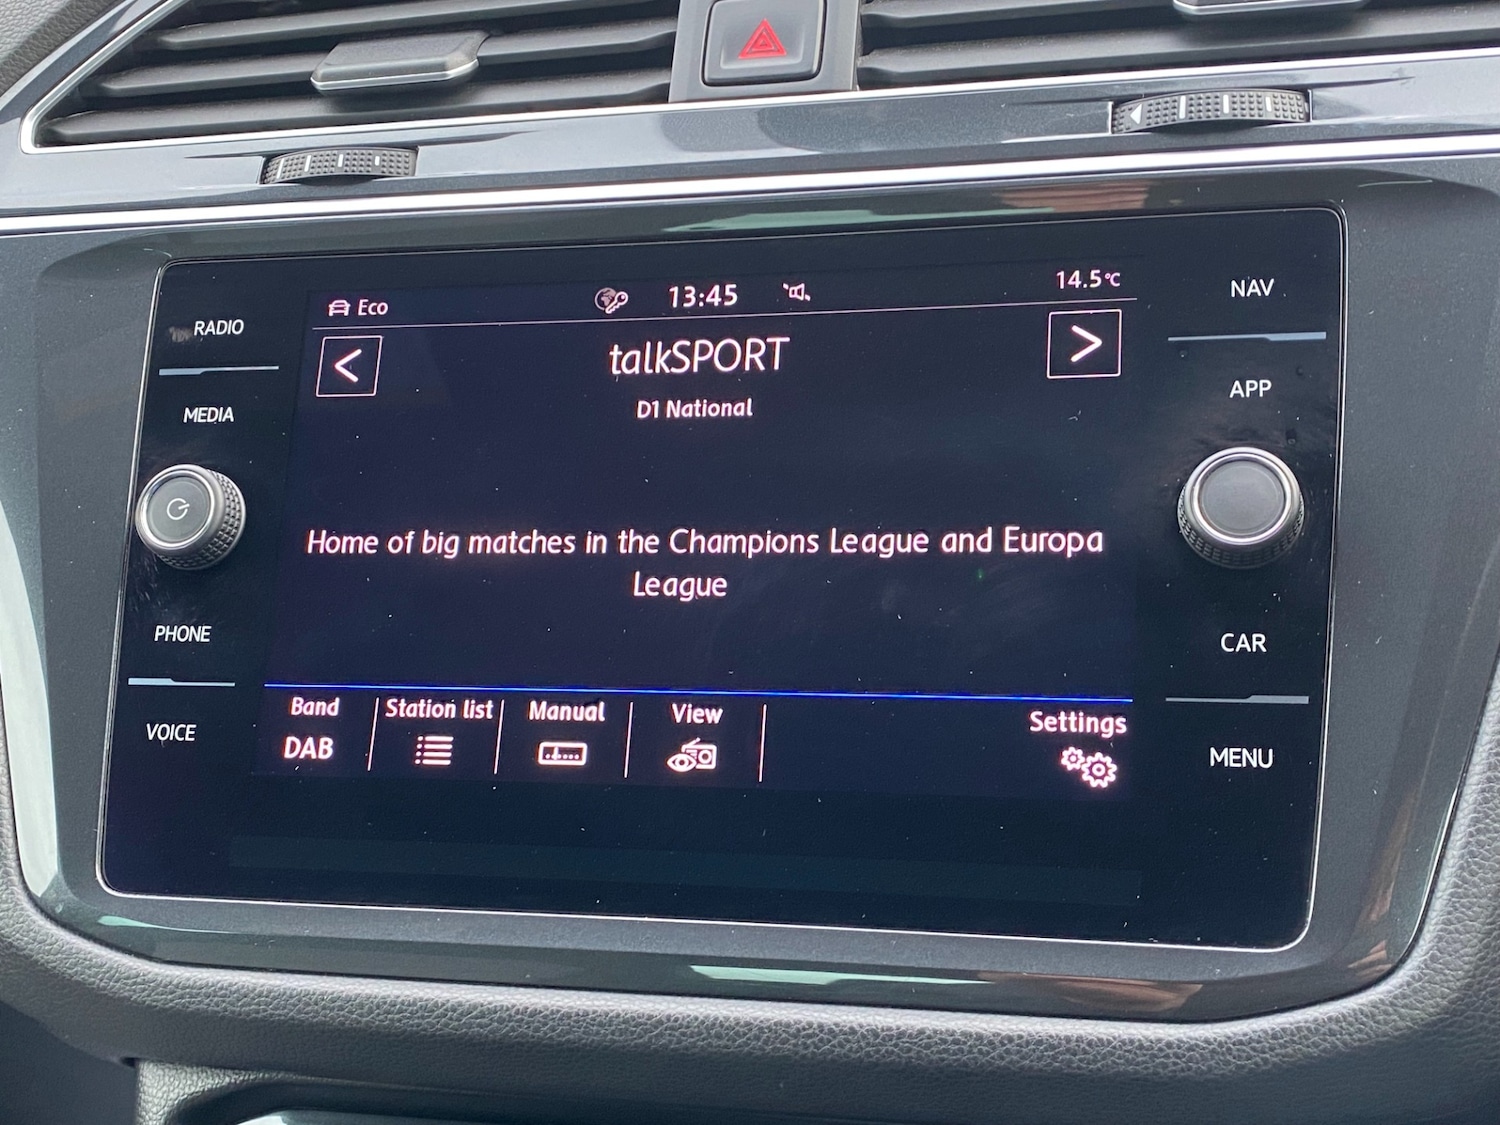 Eco
13:45
14.5°C
NAV
RADIO
<
talkSPORT
>
APP
MEDIA
D1 National
Home of big matches in the Champions League and Europa
League
PHONE
CAR
VOICE
Band
Station list
Manual
View
Settings
DAB
MENU